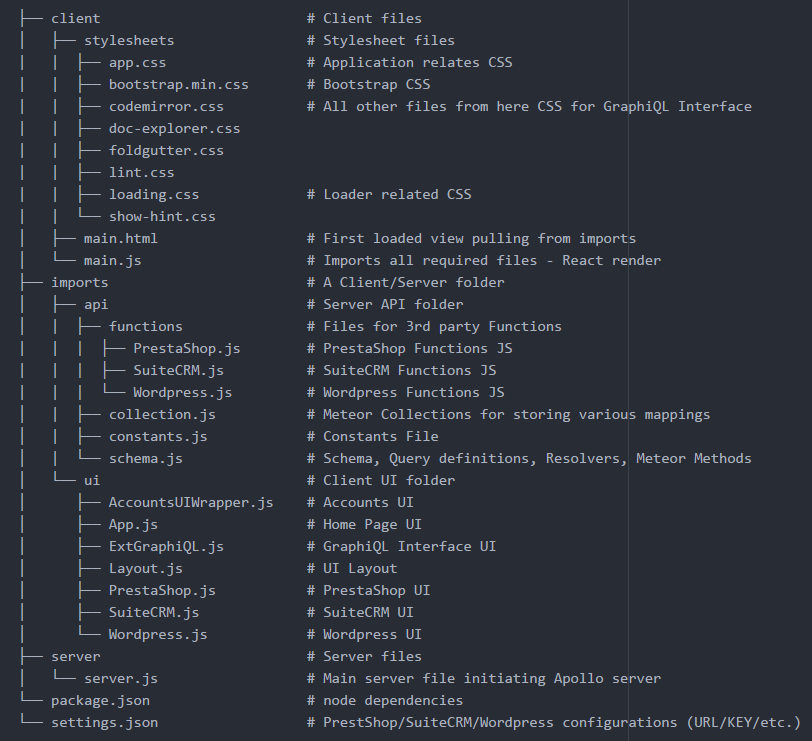 ├── client                         # Client files
│   ├── stylesheets                # Stylesheet files
│   │  ├── app.css                 # Application relates CSS
│   │  ├── bootstrap.min.css       # Bootstrap CSS
│   │  ├── codemirror.css          # All other files from here CSS for GraphiQL Interface
│   │  ├── doc-explorer.css
│   │  ├── foldgutter.css
│   │  ├── lint.css
│   │  ├── loading.css             # Loader related CSS
│   │  └── show-hint.css
│   ├── main.html                  # First loaded view pulling from imports
│   └── main.js                    # Imports all required files - React render
├── imports                        # A Client/Server folder
│   ├── api                        # Server API folder
│   │  ├── functions               # Files for 3rd party Functions
│   │  │  ├── PrestaShop.js        # PrestaShop Functions JS
│   │  │  ├── SuiteCRM.js          # SuiteCRM Functions JS
│   │  │  └── Wordpress.js         # Wordpress Functions JS
│   │  ├── collection.js           # Meteor Collections for storing various mappings
│   │  ├── constants.js            # Constants File
│   │  └── schema.js               # Schema, Query definitions, Resolvers, Meteor Methods
│   └── ui                         # Client UI folder
│      ├── AccountsUIWrapper.js    # Accounts UI
│      ├── App.js                  # Home Page UI
│      ├── ExtGraphiQL.js          # GraphiQL Interface UI
│      ├── Layout.js               # UI Layout
│      ├── PrestaShop.js           # PrestaShop UI
│      ├── SuiteCRM.js             # SuiteCRM UI
│      └── Wordpress.js            # Wordpress UI
├── server                         # Server files
│   └── server.js                  # Main server file initiating Apollo server
└── package.json                   # node dependencies
└── settings.json                  # PrestShop/SuiteCRM/Wordpress configurations (URL/KEY/etc.)